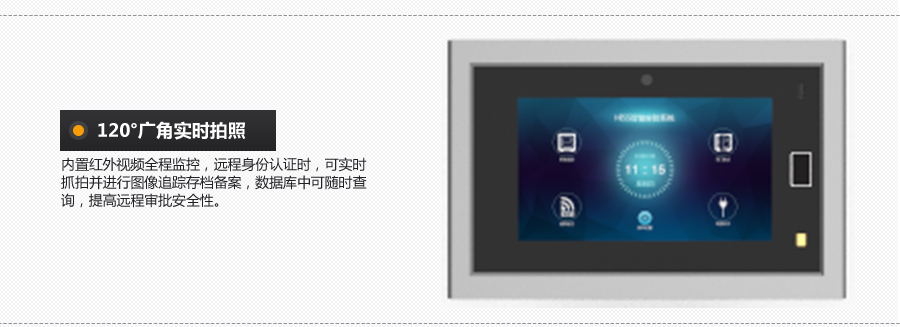 120°广角实时拍照
内置红外视频全程监控，远程身份认证时，可实时
抓拍并进行图像追踪存档备案，数据库中可随时查
询，提高远程审批安全性。
11:15